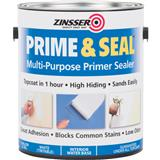 ZINSSER
PRIME & SEAL
Multi-Purpose Primer Sealer
Topcoat in 1 hour • High Hiding • Sands Easily
Great Adhesion • Blocks Common Stains • Low Odor
INTERIOR
WATER BASE